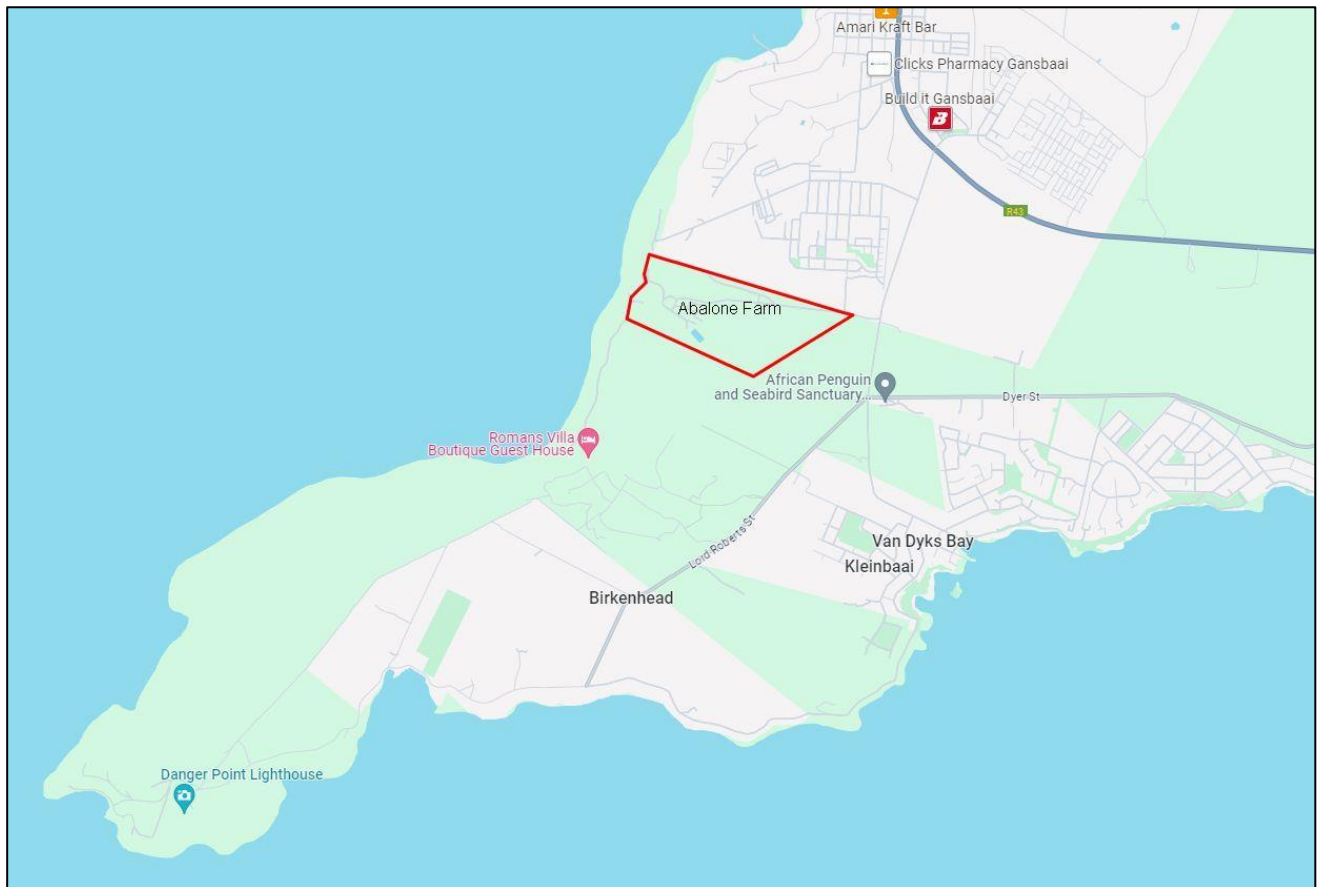 Amari Kraft Bar
Clicks Pharmacy Gansbaai
Build it Gansbaai
B
R43
Abalone Farm
African Penguin
and Seabird Sanctuary...
Dyer St
Romans Villa
Boutique Guest House
Lord Roberts St
Van Dyks Bay
Kleinbaai
Birkenhead
Danger Point Lighthouse